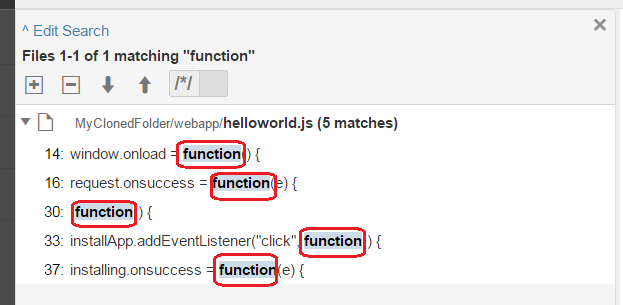 ^ Edit Search
Files 1-1 of 1 matching "function"
/*/
MyClonedFolder/webapp/helloworld.js (5 matches)
14: window.onload = function() {
16: request.onsuccess = function(e) {
30: function() {
33: installApp.addEventListener("click", function() {
37: installing.onsuccess = function(e) {